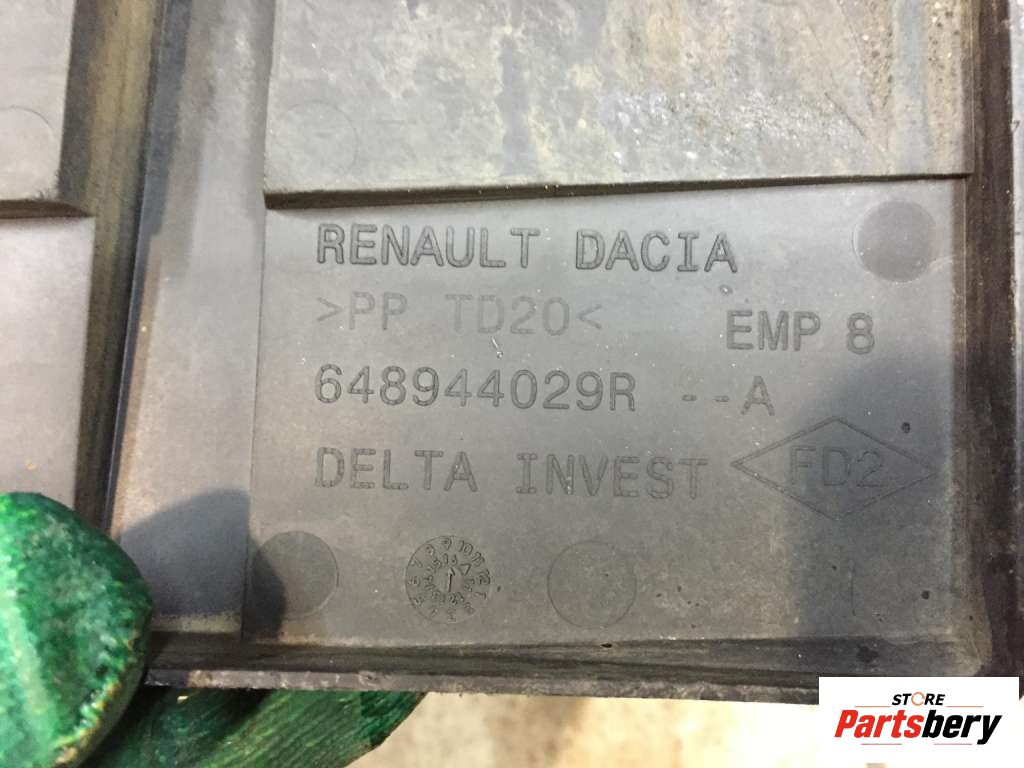 RENAULT DACIA
>PP TD20<
EMP 8
648944029R --A
DELTA INVEST
FD2
STORE
Partsbery